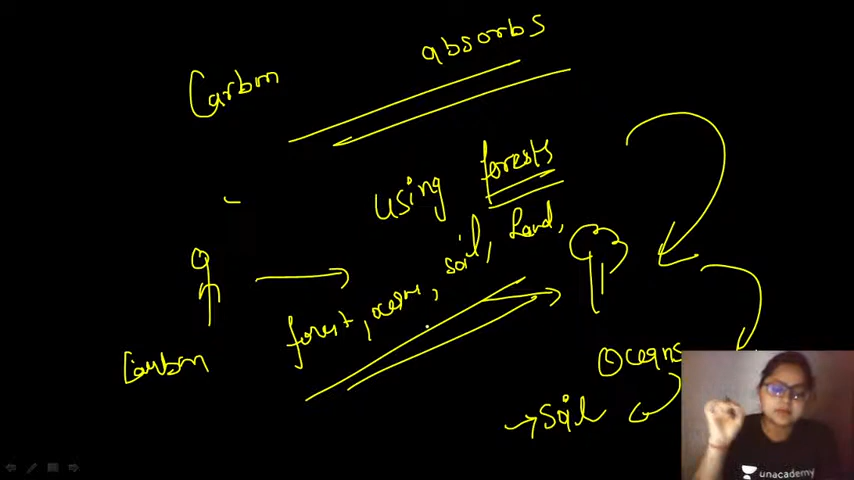 absorbs
Carbon
using forests
forest, ocean, soil, Land,
Carbon
Oceans
→ Soil
unacademy